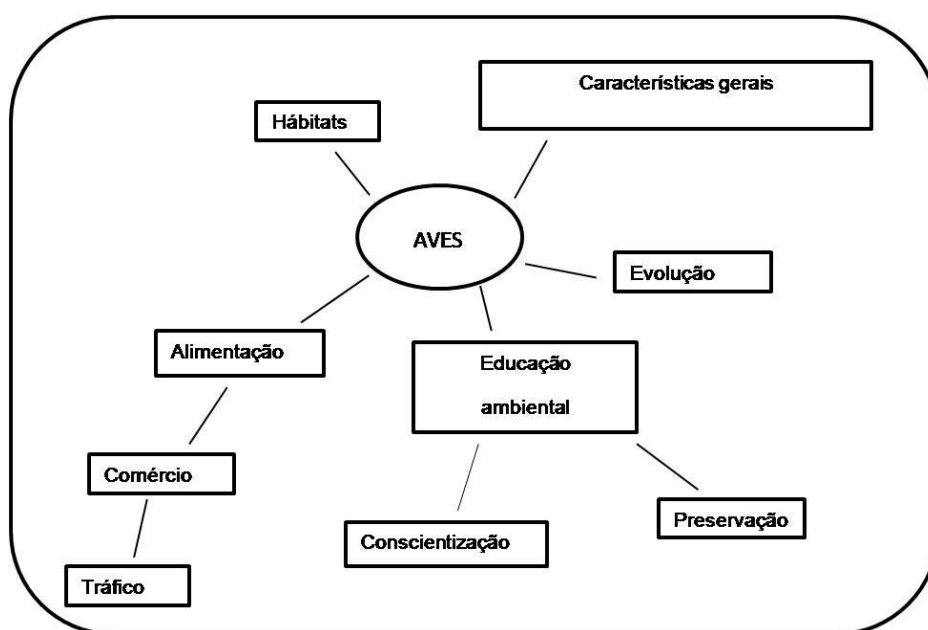 Características gerais
Hábitats
AVES
Evolução
Alimentação
Educação
ambiental
Comércio
Preservação
Conscientização
Tráfico